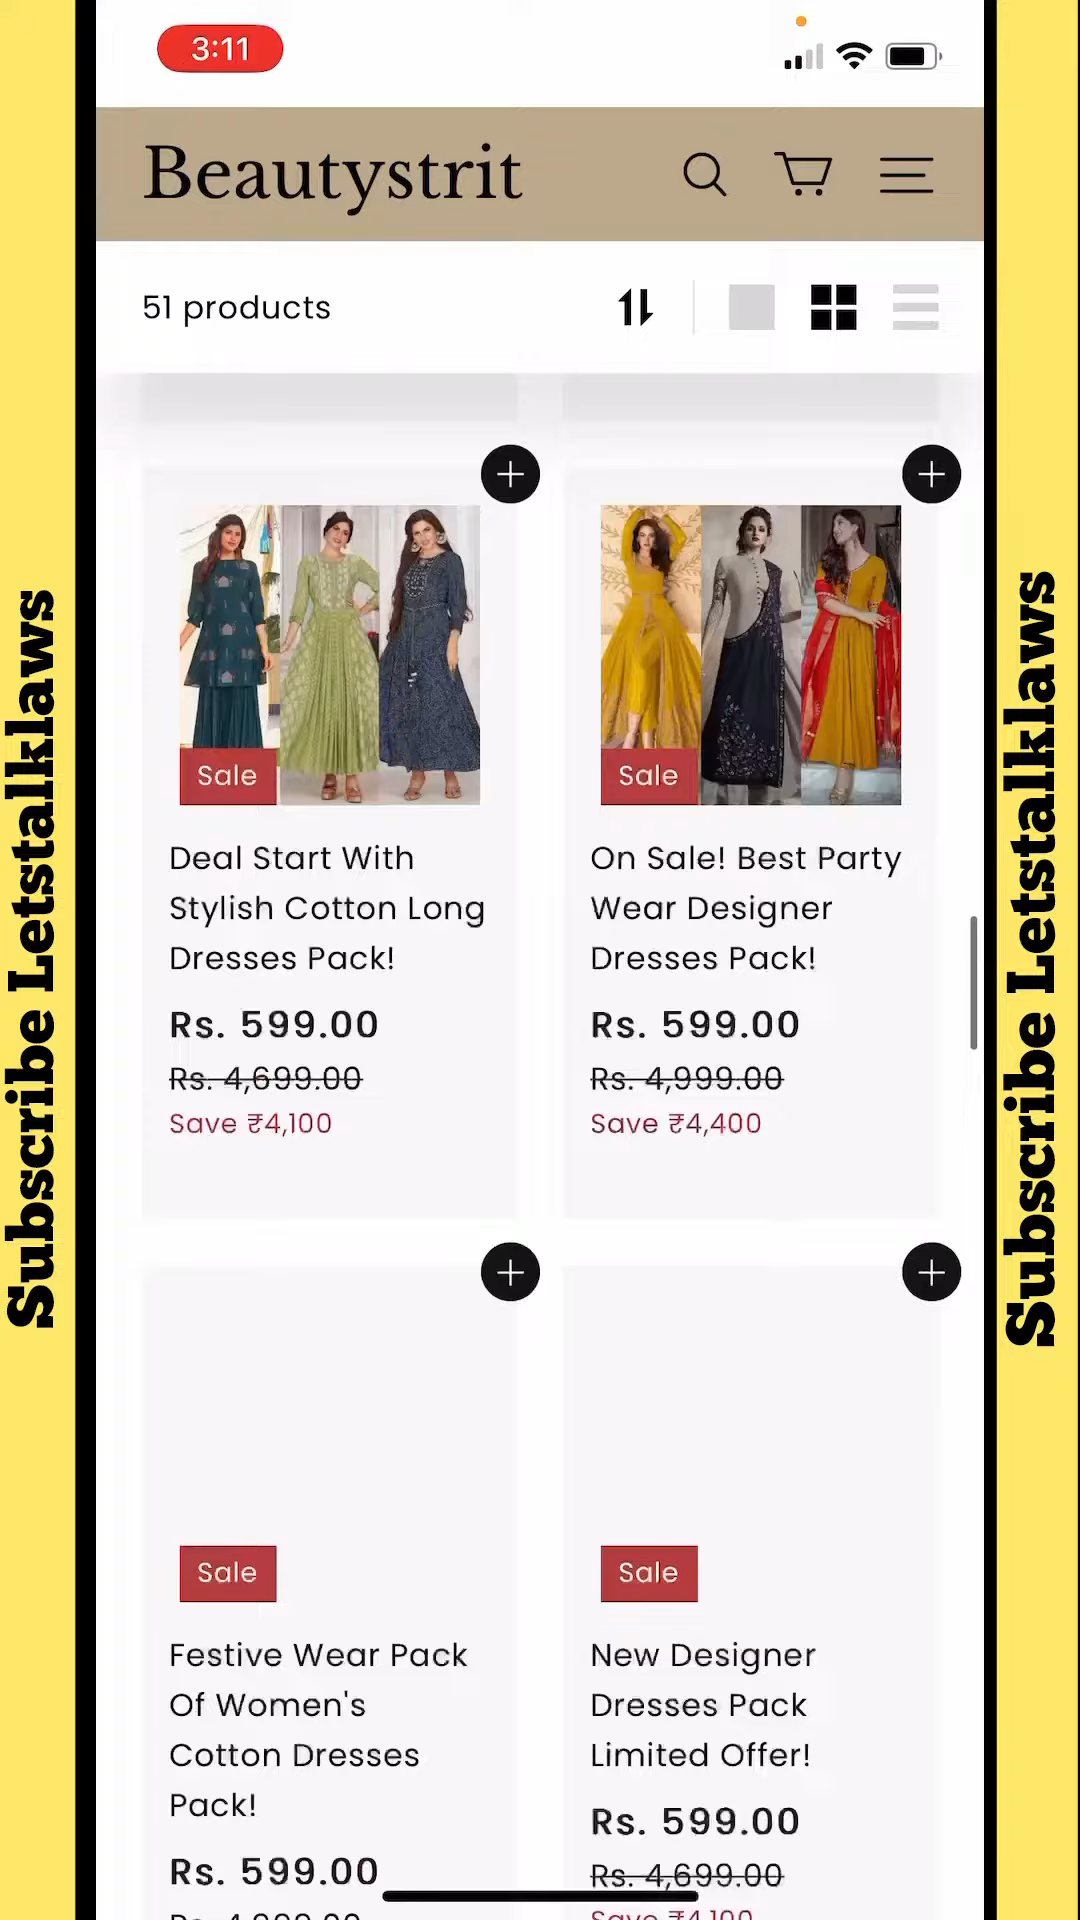 3:11
Beautystrit
51 products
Sale
Deal Start With
Stylish Cotton Long
Dresses Pack!
Rs. 599.00
Rs. 4,699.00
Save ₹4,100
Sale
On Sale! Best Party
Wear Designer
Dresses Pack!
Rs. 599.00
Rs. 4,999.00
Save ₹4,400
Sale
Festive Wear Pack
Of Women's
Cotton Dresses
Pack!
Rs. 599.00
Sale
New Designer
Dresses Pack
Limited Offer!
Rs. 599.00
Rs. 4,699.00
Save ₹4,100
Subscribe Letstalklaws
Subscribe Letstalklaws